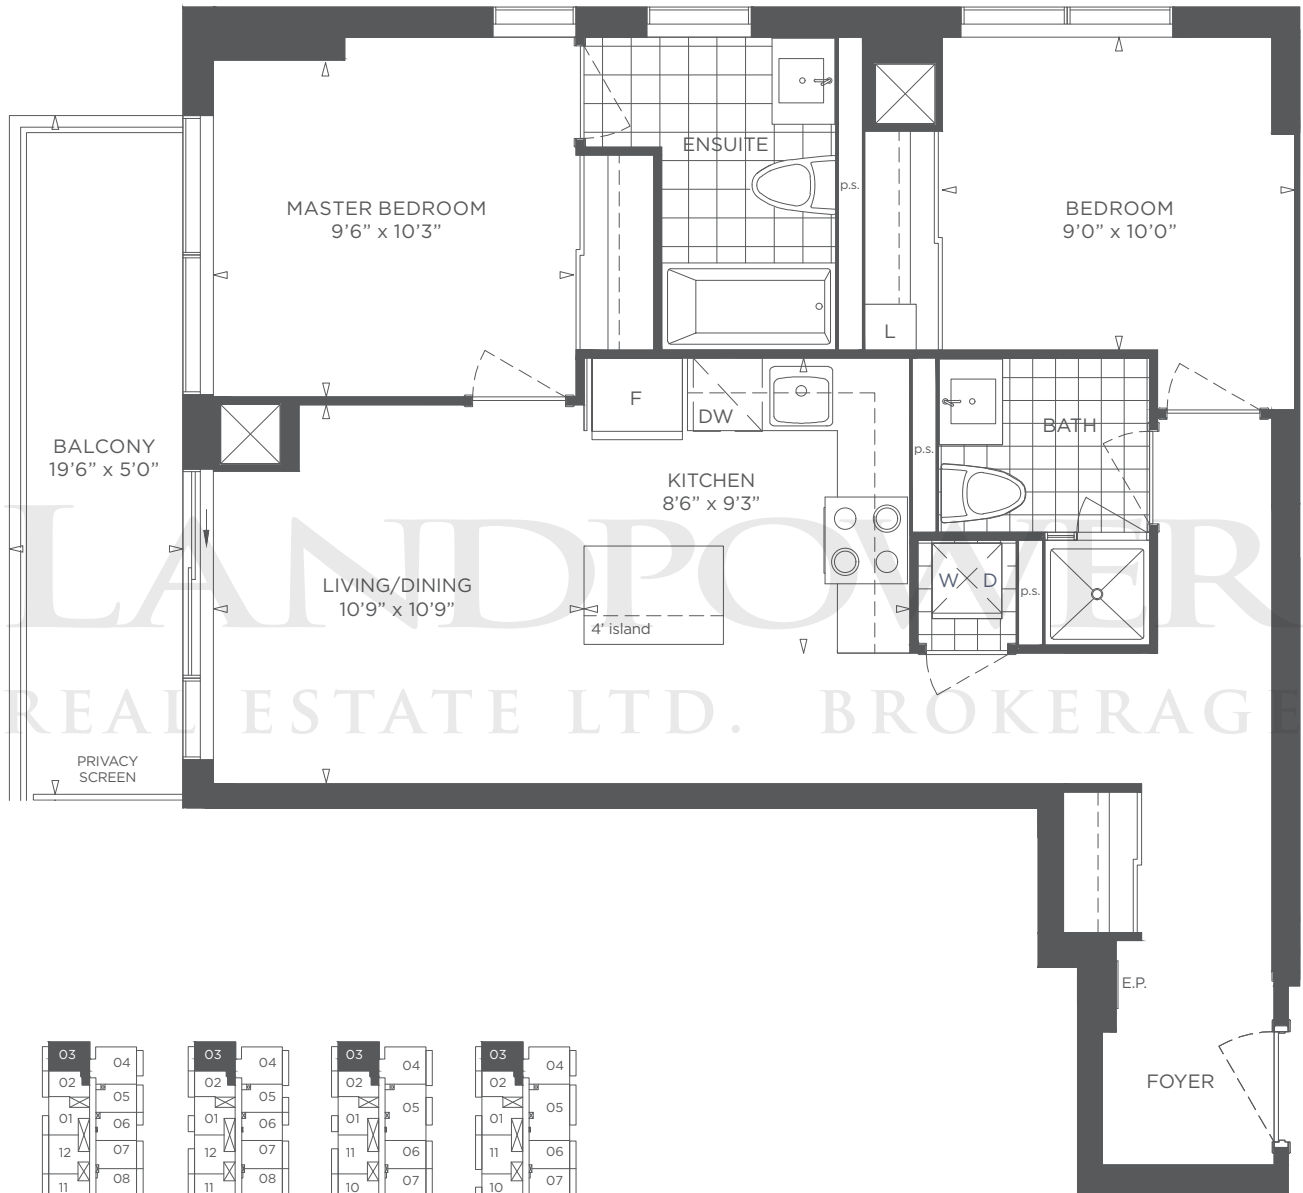 ENSUITE
p.s.
MASTER BEDROOM
9'6" x 10'3"
BEDROOM
9'0" x 10'0"
L
F
DW
BATH
BALCONY
19'6" x 5'0"
p.s.
KITCHEN
8'6" x 9'3"
LANDPOWER
LIVING/DINING
10'9" x 10'9"
W D
p.s.
4' island
REAL ESTATE LTD. BROKERAGE
PRIVACY
SCREEN
E.P.
FOYER
03
04
02
05
01
06
12
07
11
08
03
04
02
05
01
06
12
07
11
08
03
04
02
05
01
11
06
10
07
03
04
02
05
01
11
06
10
07